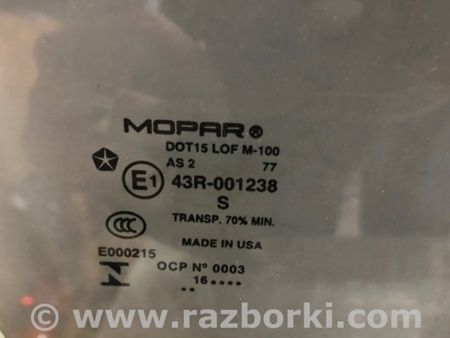 MOPAR®
DOT15 LOF M-100
AS 2 77
E1 43R-001238
S
TRANSP. 70% MIN.
CCC
MADE IN USA
E000215
OCP Nº 0003
16....
..
www.razborki.com